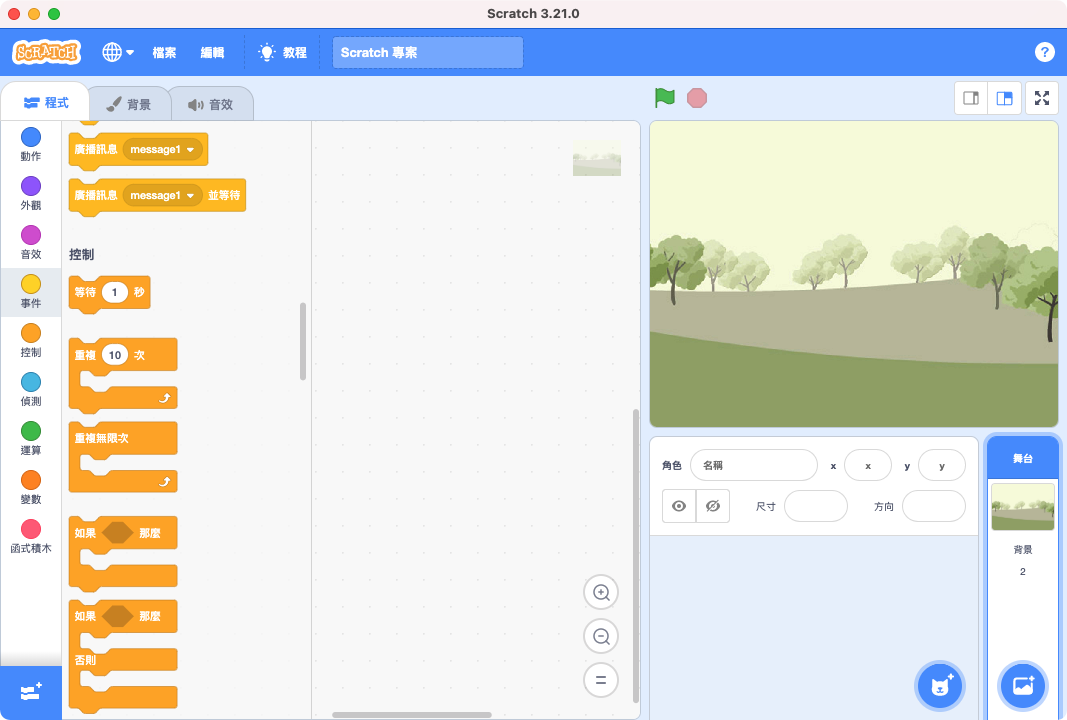 Scratch 3.21.0
SCRATCH
檔案
編輯
教程
Scratch 專案
?
程式
背景
音效
動作
外觀
音效
事件
控制
偵測
運算
變數
函式積木
廣播訊息 message1
廣播訊息 message1 並等待
控制
等待 1 秒
重複 10 次
重複無限次
如果 那麼
如果 那麼
否則
角色 名稱 x x y y
尺寸 方向
舞台
背景
2